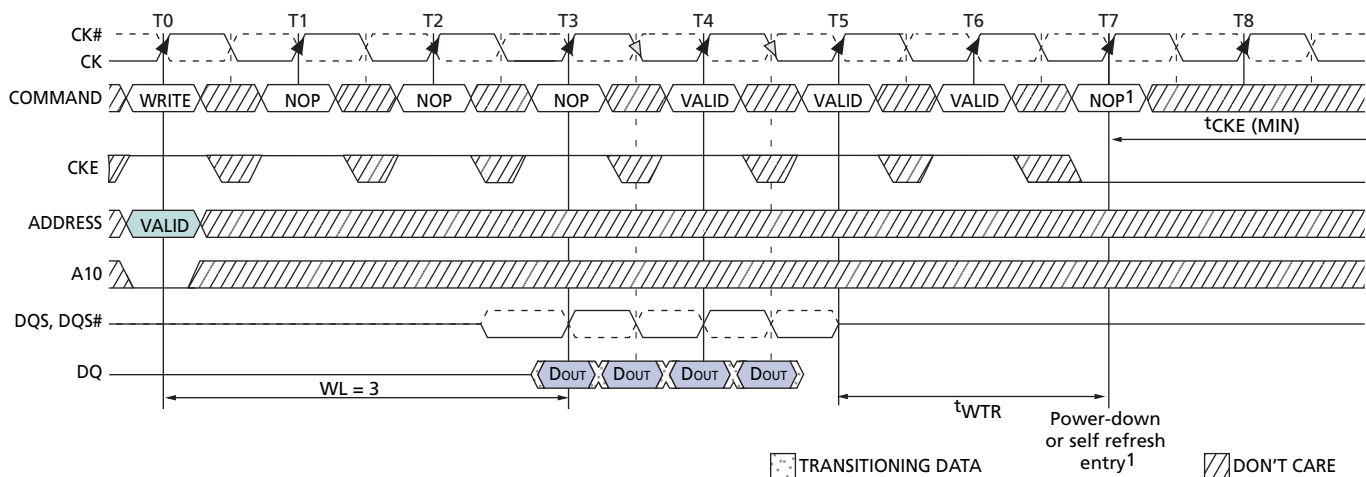 T0 T1 T2 T3 T4 T5 T6 T7 T8
CK#
CK
COMMAND WRITE NOP NOP NOP VALID VALID VALID NOP1
tCKE (MIN)
CKE
ADDRESS VALID
A10
DQS, DQS#
DQ DOUT DOUT DOUT DOUT
WL = 3
tWTR
Power-down
or self refresh
entry1
TRANSITIONING DATA DON'T CARE